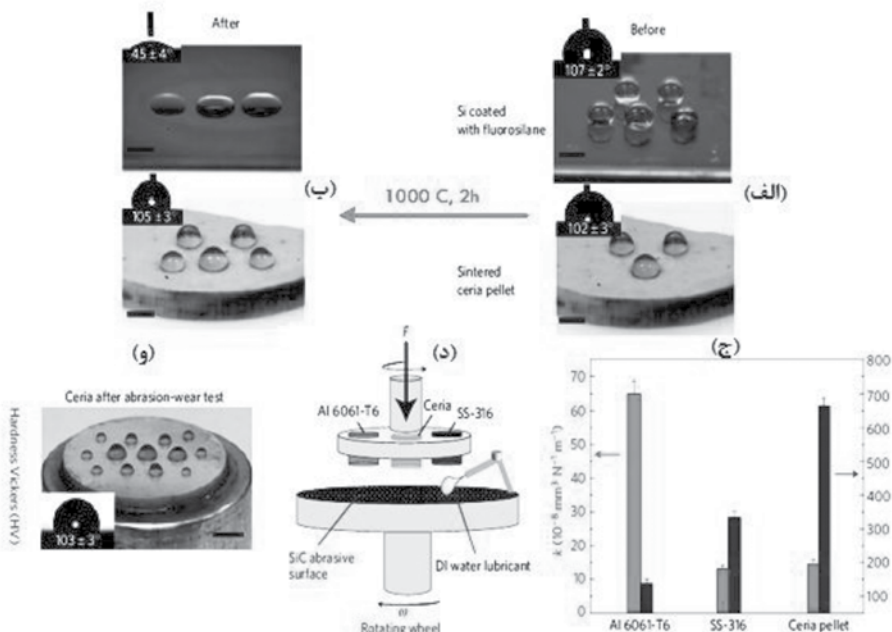 After
Before
45 ± 4°
107 ± 2°
Si coated
with fluorosilane
(ب)
(الف)
1000 C, 2h
105 ± 3
102 ± 3°
Sintered
ceria pellet
(و)
(د)
(ج)
Ceria after abrasion-wear test
103 ± 3
Hardness Vickers (HV)
F
Al 6061-T6
Ceria
SS-316
SiC abrasive
surface
DI water lubricant
ω
Rotating wheel
k (10⁻⁸ mm³ N⁻¹ m⁻¹)
70
60
50
40
30
20
10
0
800
700
600
500
400
300
200
100
Al 6061-T6
SS-316
Ceria pellet